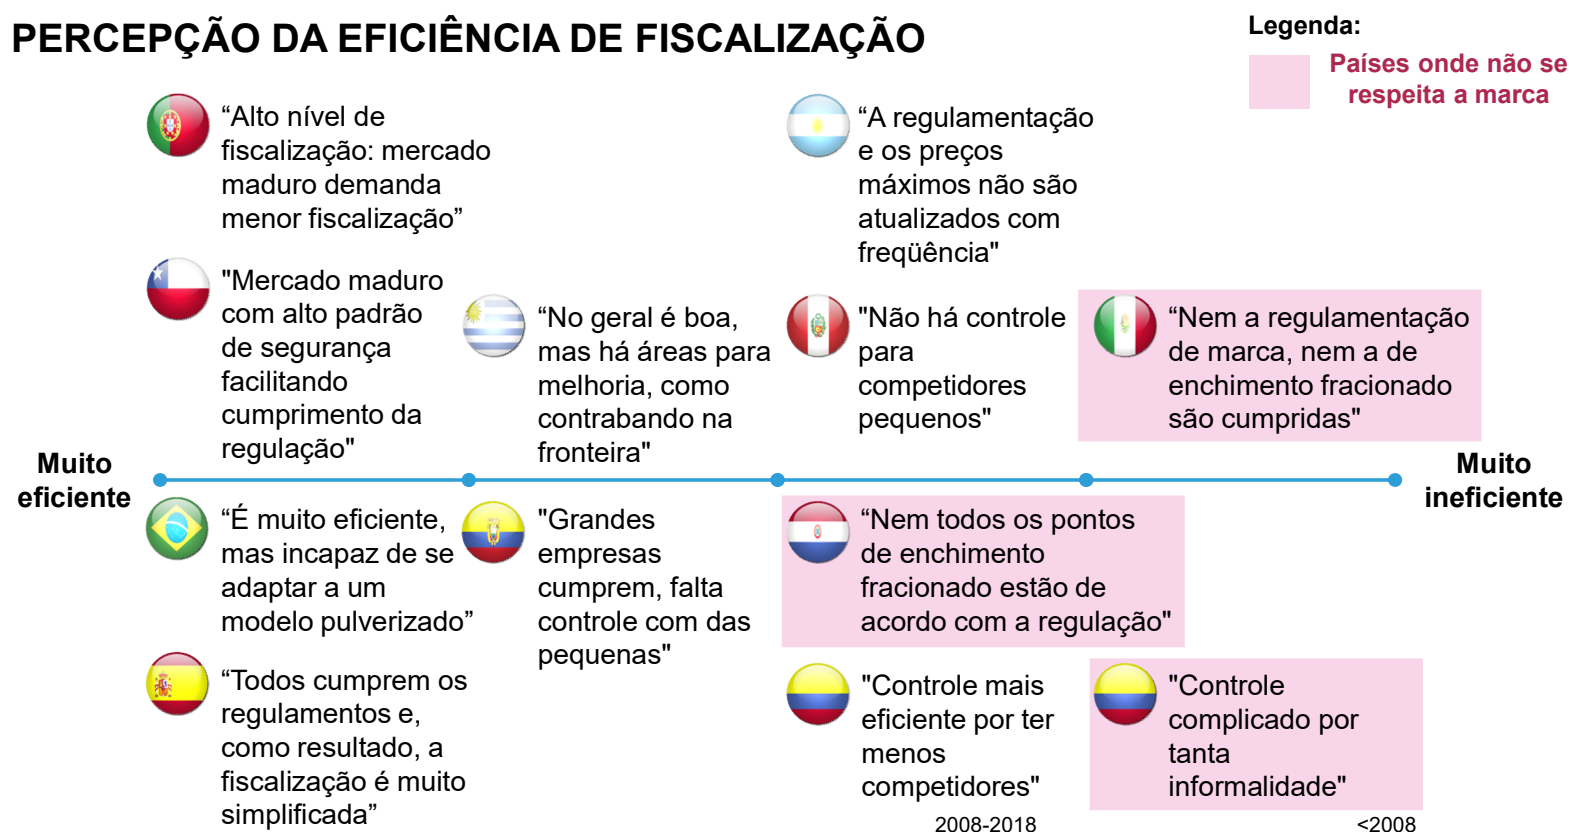 PERCEPÇÃO DA EFICIÊNCIA DE FISCALIZAÇÃO
Legenda:
Países onde não se
respeita a marca
“Alto nível de
fiscalização: mercado
maduro demanda
menor fiscalização”
“A regulamentação
e os preços
máximos não são
atualizados com
freqüência"
"Mercado maduro
com alto padrão
de segurança
facilitando
cumprimento da
regulação"
“No geral é boa,
mas há áreas para
melhoria, como
contrabando na
fronteira"
"Não há controle
para
competidores
pequenos"
“Nem a regulamentação
de marca, nem a de
enchimento fracionado
são cumpridas"
Muito
eficiente
Muito
ineficiente
“É muito eficiente,
mas incapaz de se
adaptar a um
modelo pulverizado”
"Grandes
empresas
cumprem, falta
controle com das
pequenas"
“Nem todos os pontos
de enchimento
fracionado estão de
acordo com a regulação"
“Todos cumprem os
regulamentos e,
como resultado, a
fiscalização é muito
simplificada”
"Controle mais
eficiente por ter
menos
competidores"
2008-2018
"Controle
complicado por
tanta
informalidade"
<2008